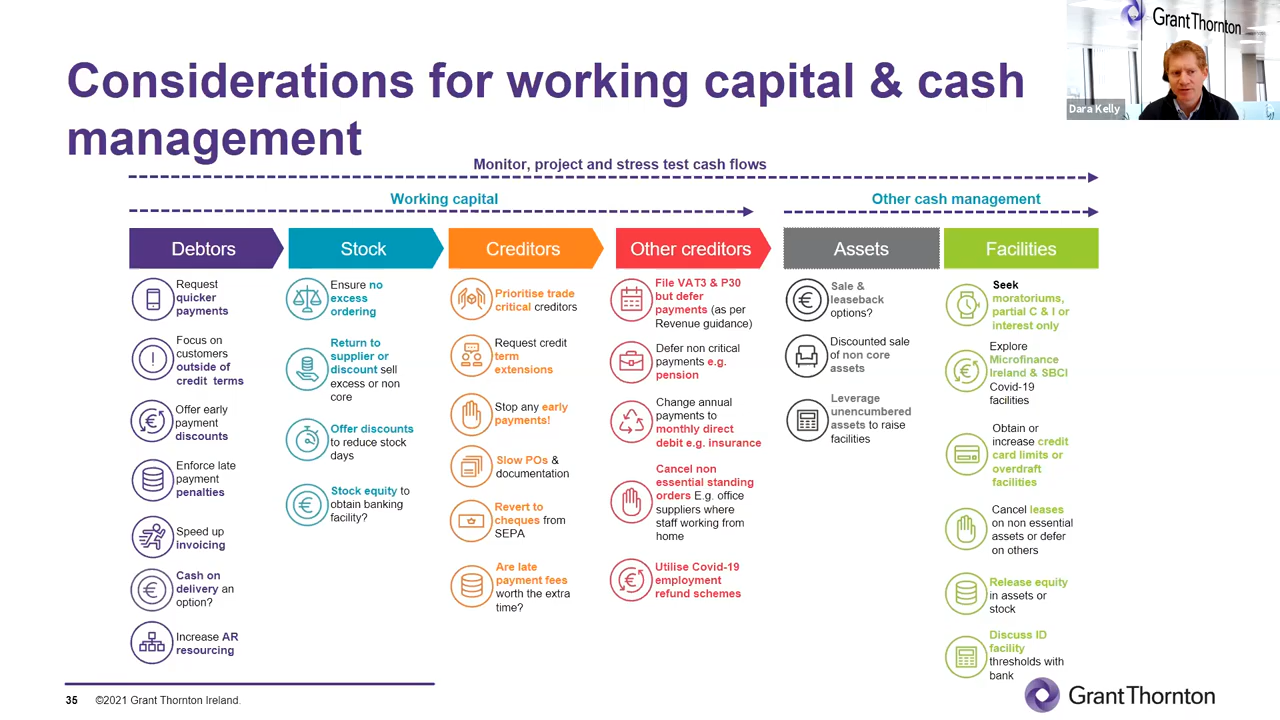 Considerations for working capital & cash
management
Grant Thornton
Dara Kelly
Monitor, project and stress test cash flows
Working capital
Other cash management
Debtors
Request
quicker
payments
Focus on
customers
outside of
credit terms
Offer early
payment
discounts
Enforce late
payment
penalties
Speed up
invoicing
Cash on
delivery an
option?
Increase AR
resourcing
Stock
Ensure no
excess
ordering
Return to
supplier or
discount sell
excess or non
core
Offer discounts
to reduce stock
days
Stock equity to
obtain banking
facility?
Creditors
Prioritise trade
critical creditors
Request credit
term
extensions
Stop any early
payments!
Slow POs &
documentation
Revert to
cheques from
SEPA
Are late
payment fees
worth the extra
time?
Other creditors
File VAT3 & P30
but defer
payments (as per
Revenue guidance)
Defer non critical
payments e.g.
pension
Change annual
payments to
monthly direct
debit e.g. insurance
Cancel non
essential standing
orders E.g. office
suppliers where
staff working from
home
Utilise Covid-19
employment
refund schemes
Assets
Sale &
leaseback
options?
Discounted sale
of non core
assets
Leverage
unencumbered
assets to raise
facilities
Facilities
Seek
moratoriums,
partial C & I or
interest only
Explore
Microfinance
Ireland & SBCI
Covid-19
facilities
Obtain or
increase credit
card limits or
overdraft
facilities
Cancel leases
on non essential
assets or defer
on others
Release equity
in assets or
stock
Discuss ID
facility
thresholds with
bank
35 ©2021 Grant Thornton Ireland.
Grant Thornton